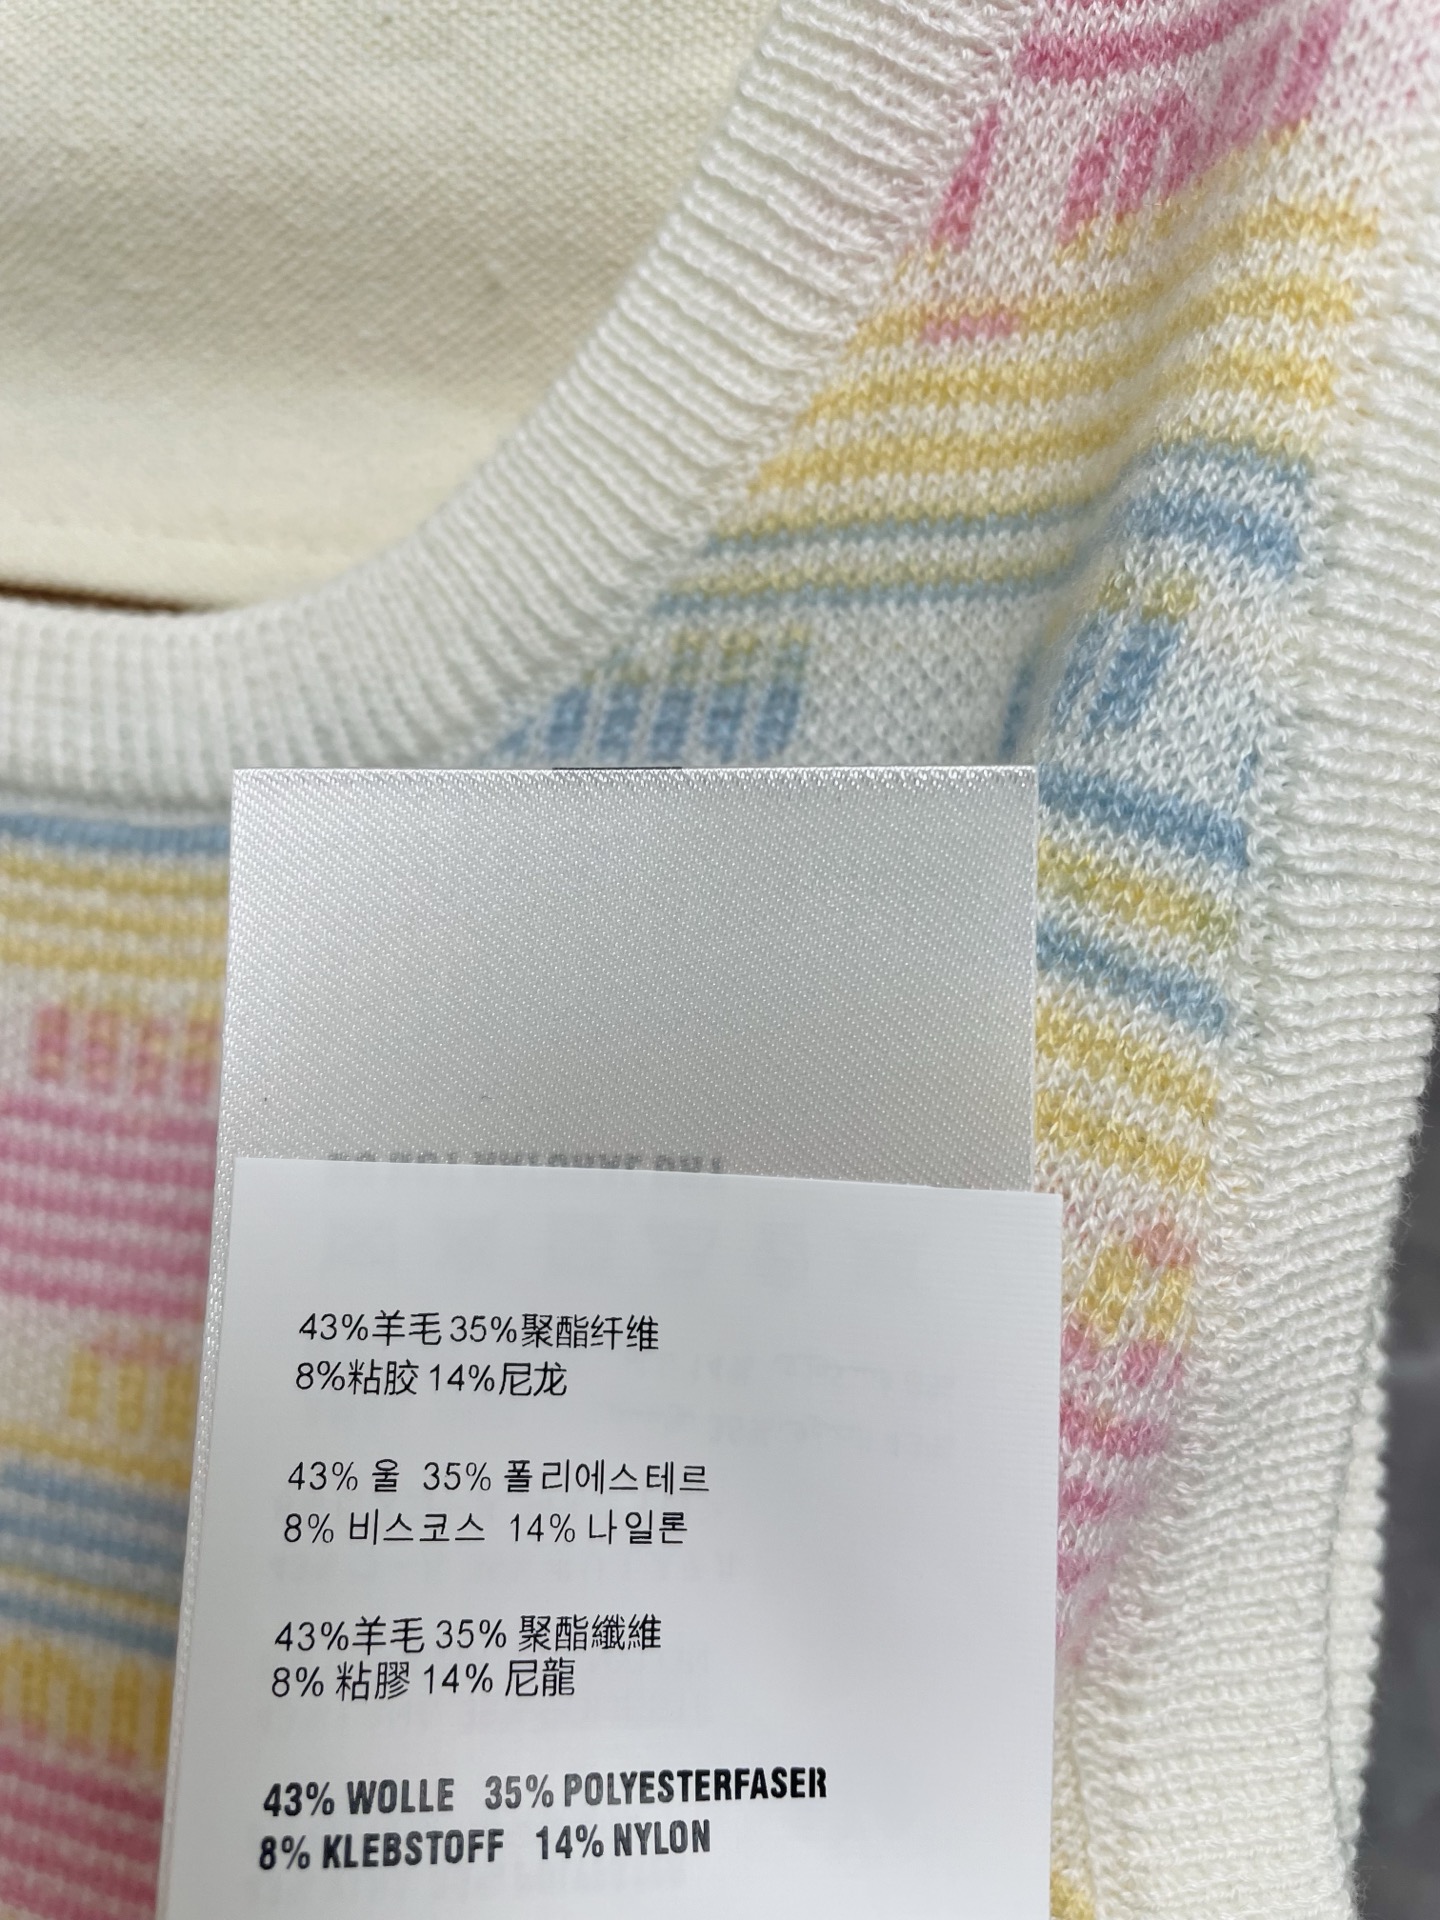 43%羊毛 35%聚酯纤维
8%粘胶 14%尼龙
43% 울 35% 폴리에스테르
8% 비스코스 14% 나일론
43%羊毛 35% 聚酯纖維
8% 粘膠 14% 尼龍
43% WOLLE 35% POLYESTERFASER
8% KLEBSTOFF 14% NYLON